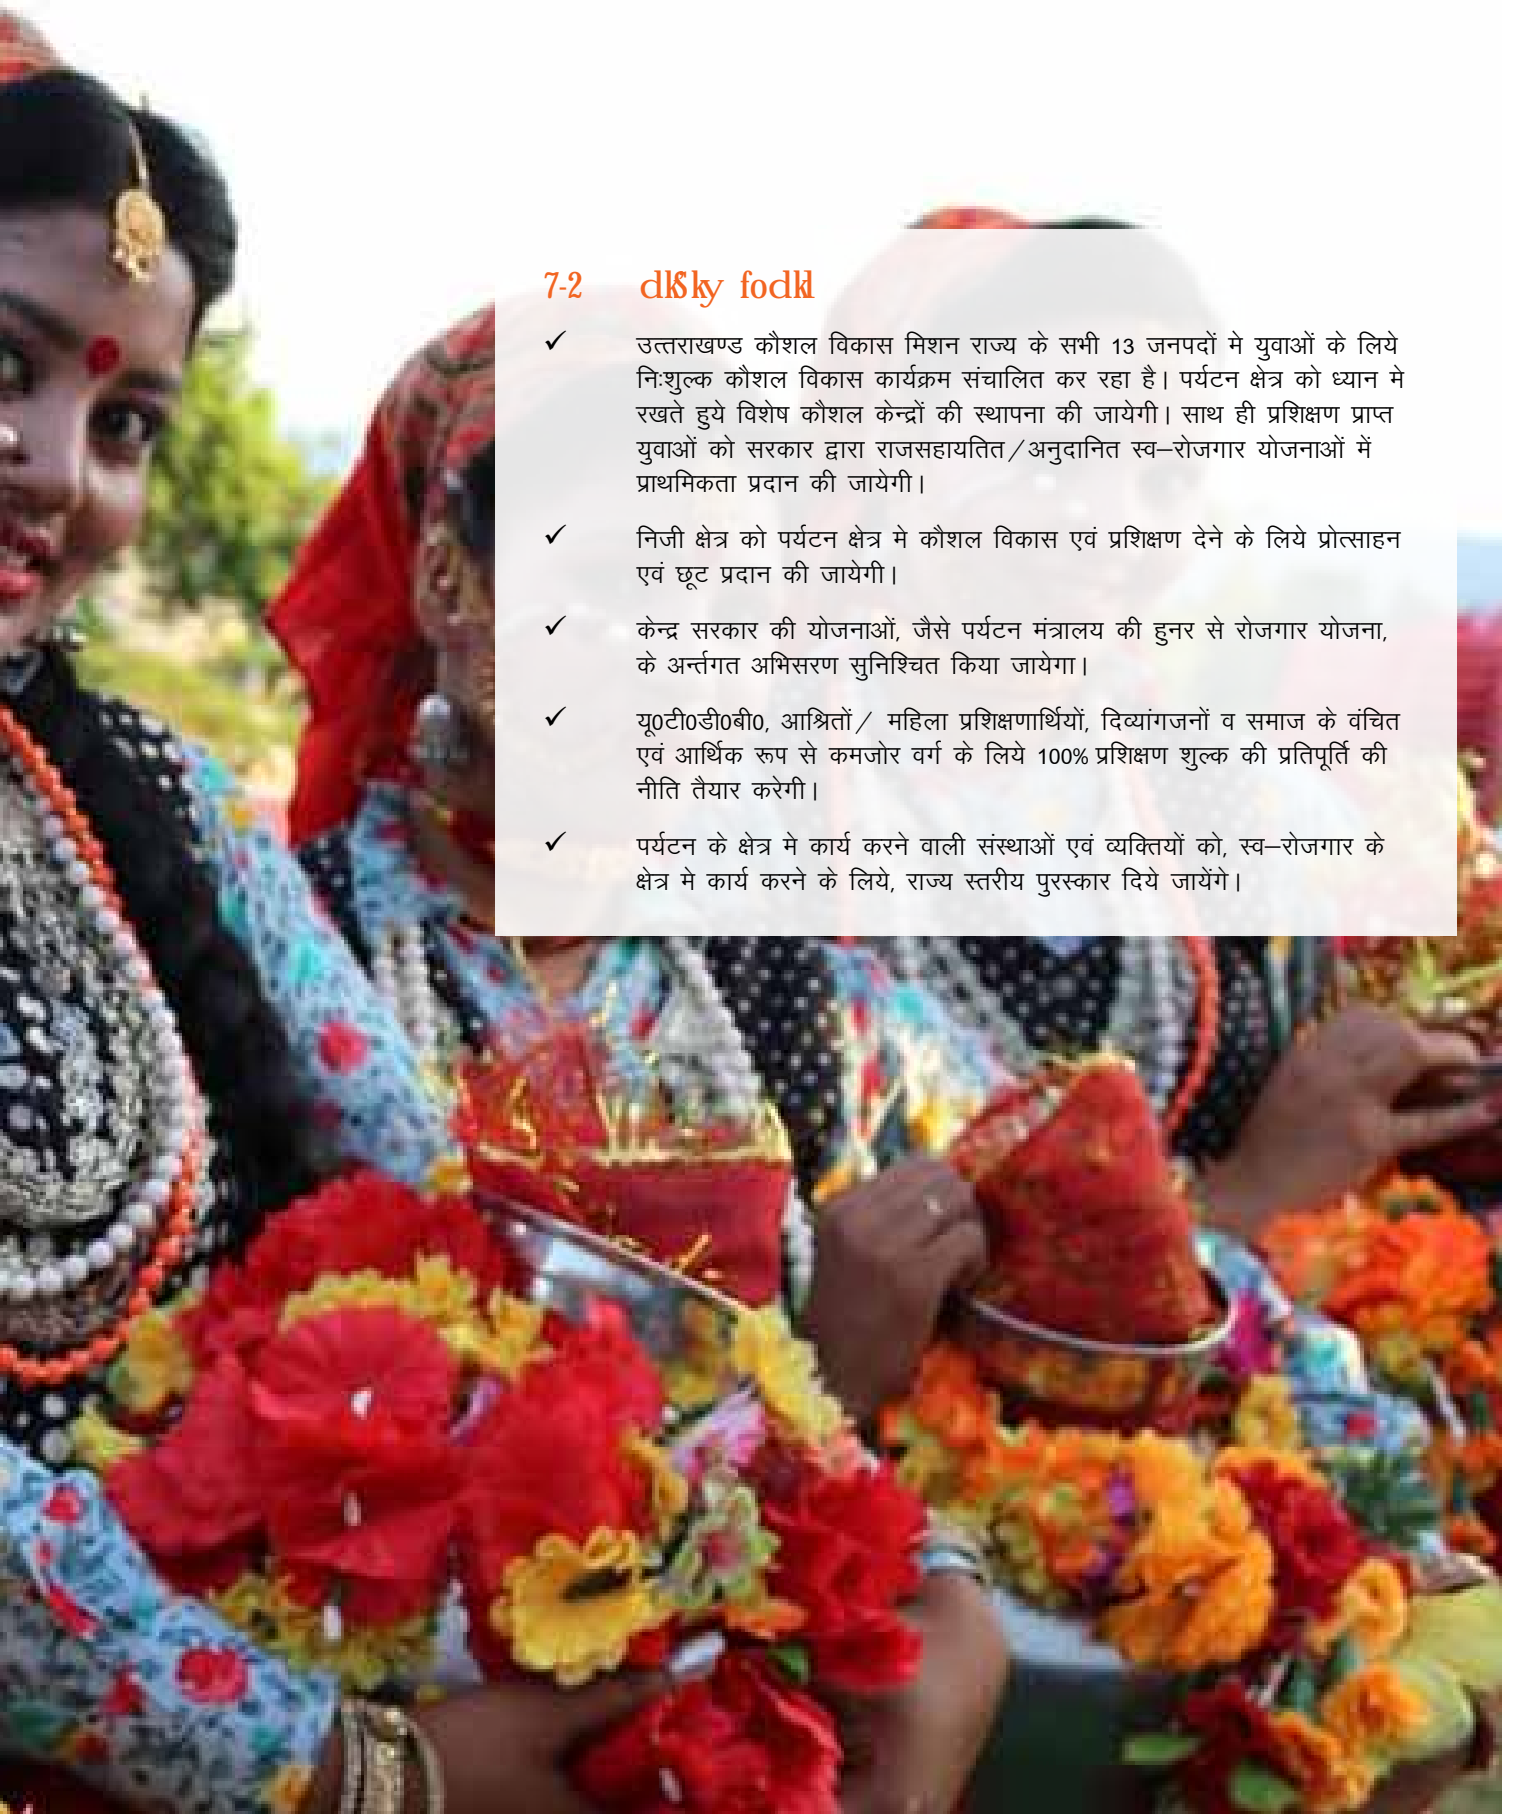 7-2 dkS'ky fodkl
✓ उत्तराखण्ड कौशल विकास मिशन राज्य के सभी 13 जनपदों मे युवाओं के लिये
निःशुल्क कौशल विकास कार्यक्रम संचालित कर रहा है। पर्यटन क्षेत्र को ध्यान मे
रखते हुये विशेष कौशल केन्द्रों की स्थापना की जायेगी। साथ ही प्रशिक्षण प्राप्त
युवाओं को सरकार द्वारा राजसहायतित/अनुदानित स्व–रोजगार योजनाओं में
प्राथमिकता प्रदान की जायेगी।
✓ निजी क्षेत्र को पर्यटन क्षेत्र मे कौशल विकास एवं प्रशिक्षण देने के लिये प्रोत्साहन
एवं छूट प्रदान की जायेगी।
✓ केन्द्र सरकार की योजनाओं, जैसे पर्यटन मंत्रालय की हुनर से रोजगार योजना,
के अर्न्तगत अभिसरण सुनिश्चित किया जायेगा।
✓ यू0टी0डी0बी0, आश्रितों/ महिला प्रशिक्षणार्थियों, दिव्यांगजनों व समाज के वंचित
एवं आर्थिक रूप से कमजोर वर्ग के लिये 100% प्रशिक्षण शुल्क की प्रतिपूर्ति की
नीति तैयार करेगी।
✓ पर्यटन के क्षेत्र मे कार्य करने वाली संस्थाओं एवं व्यक्तियों को, स्व–रोजगार के
क्षेत्र मे कार्य करने के लिये, राज्य स्तरीय पुरस्कार दिये जायेंगे।